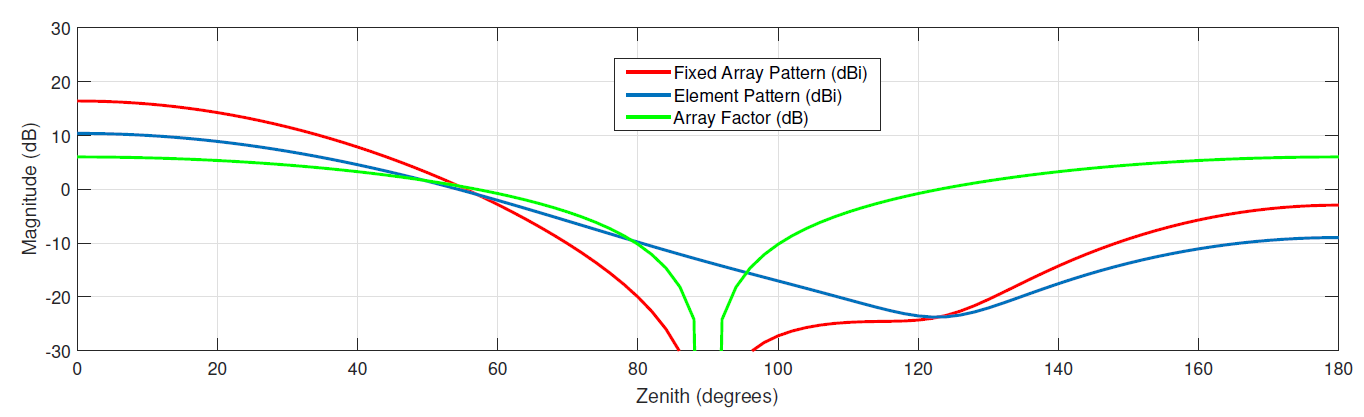 30
20
10
0
-10
-20
-30
Magnitude (dB)
Fixed Array Pattern (dBi)
Element Pattern (dBi)
Array Factor (dB)
0 20 40 60 80 100 120 140 160 180
Zenith (degrees)